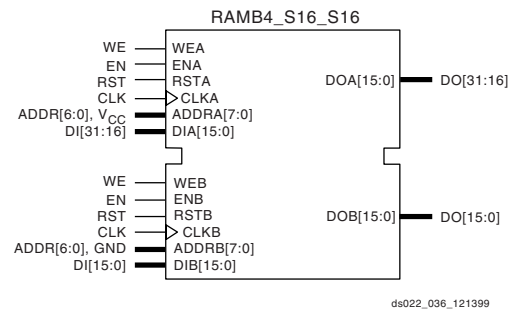 RAMB4_S16_S16
WE WEA
EN ENA
RST RSTA DOA[15:0] DO[31:16]
CLK CLKA
ADDR[6:0], VCC ADDRA[7:0]
DI[31:16] DIA[15:0]
WE WEB
EN ENB
RST RSTB DOB[15:0] DO[15:0]
CLK CLKB
ADDR[6:0], GND ADDRB[7:0]
DI[15:0] DIB[15:0]
ds022_036_121399